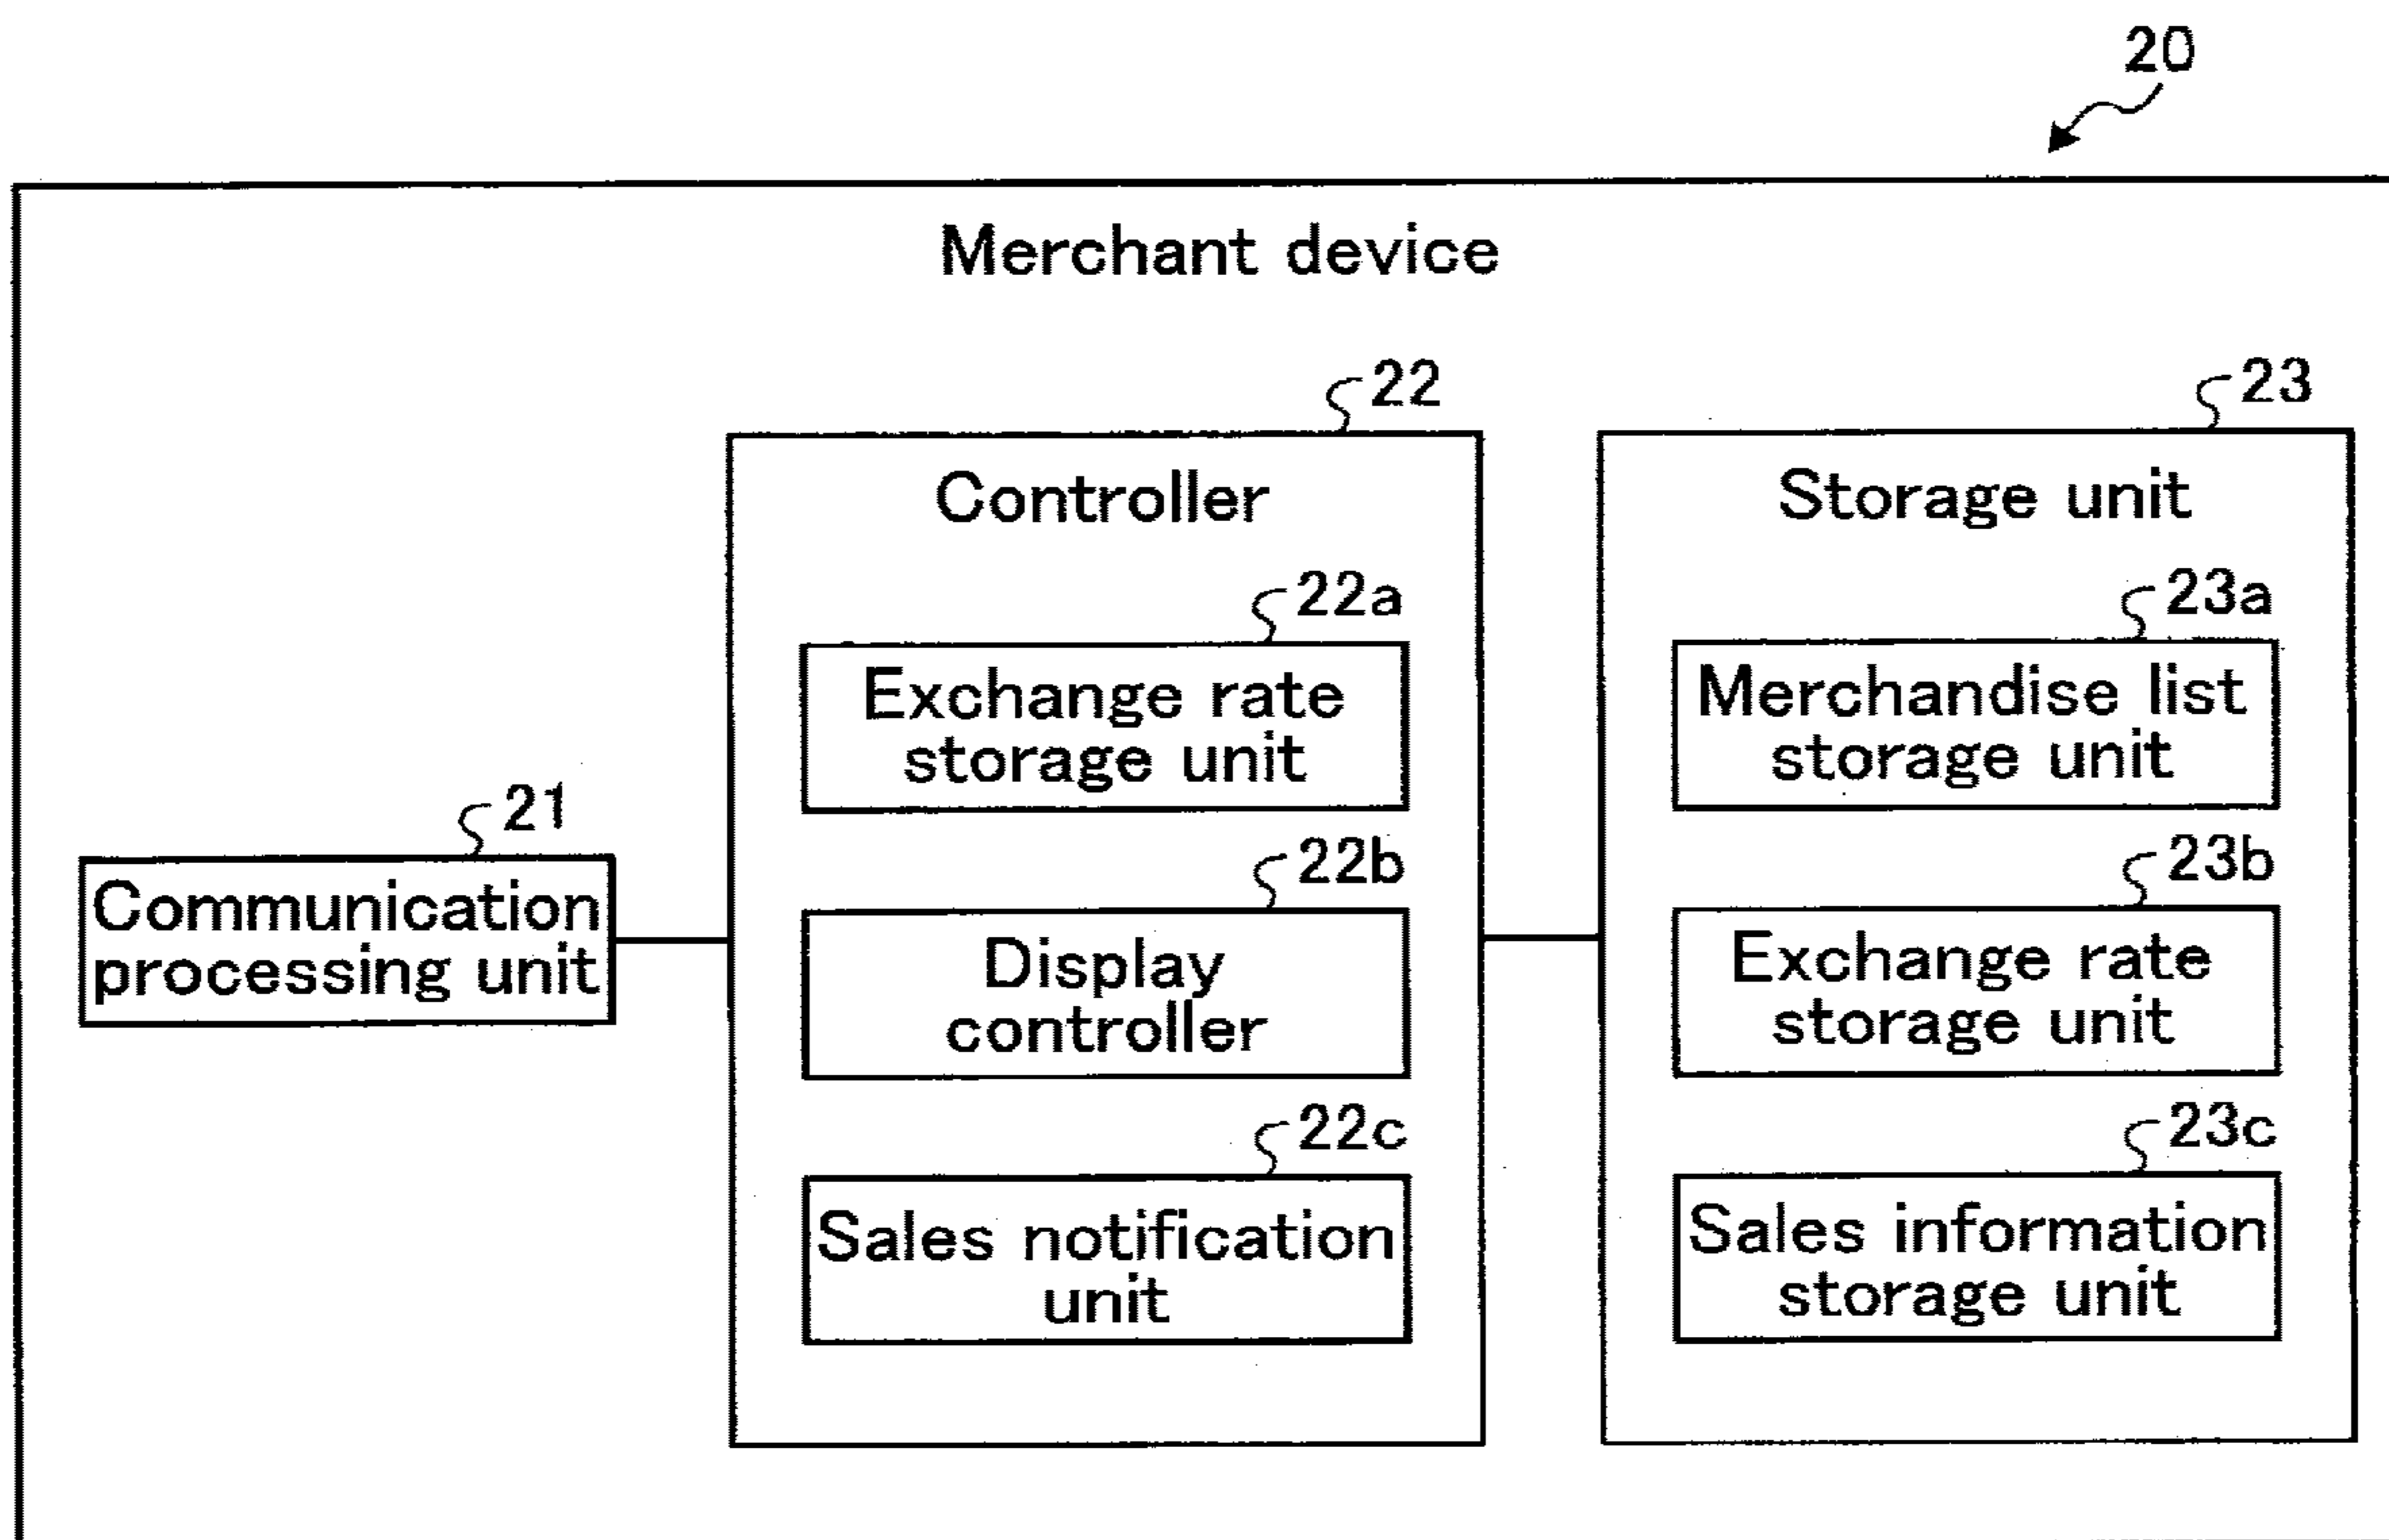 20
Merchant device
22
Controller
22a
Exchange rate
storage unit
22b
Display
controller
22c
Sales notification
unit
21
Communication
processing unit
23
Storage unit
23a
Merchandise list
storage unit
23b
Exchange rate
storage unit
23c
Sales information
storage unit